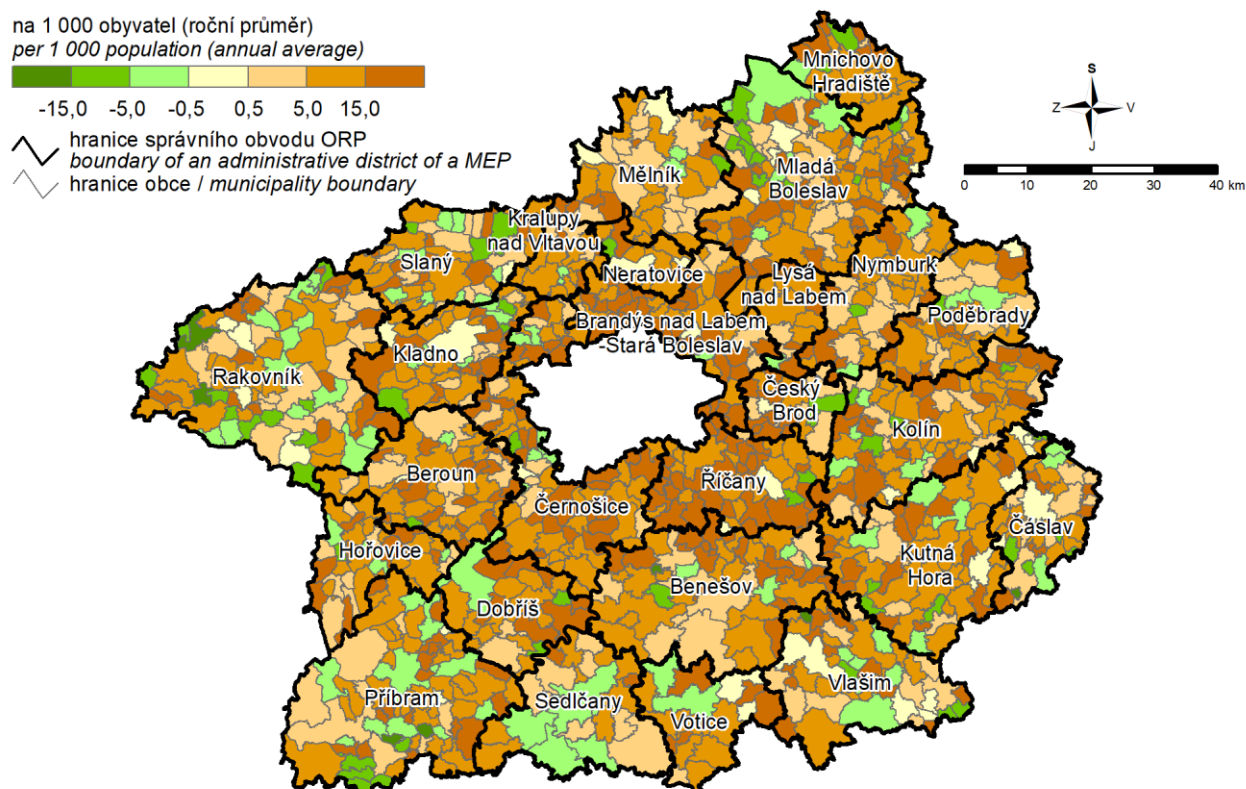 na 1 000 obyvatel (roční průměr)
per 1 000 population (annual average)
-15,0 -5,0 -0,5 0,5 5,0 15,0
hranice správního obvodu ORP
boundary of an administrative district of a MEP
hranice obce / municipality boundary
S
Z V
J
0 10 20 30 40 km
Mnichovo
Hradiště
Mělník
Mladá
Boleslav
Kralupy
nad Vltavou
Slaný
Neratovice
Lysá
nad Labem
Nymburk
Poděbrady
Brandýs nad Labem
-Stará Boleslav
Kladno
Rakovník
Český
Brod
Kolín
Beroun
Říčany
Černošice
Čáslav
Hořovice
Kutná
Hora
Benešov
Dobříš
Příbram
Sedlčany
Votice
Vlašim